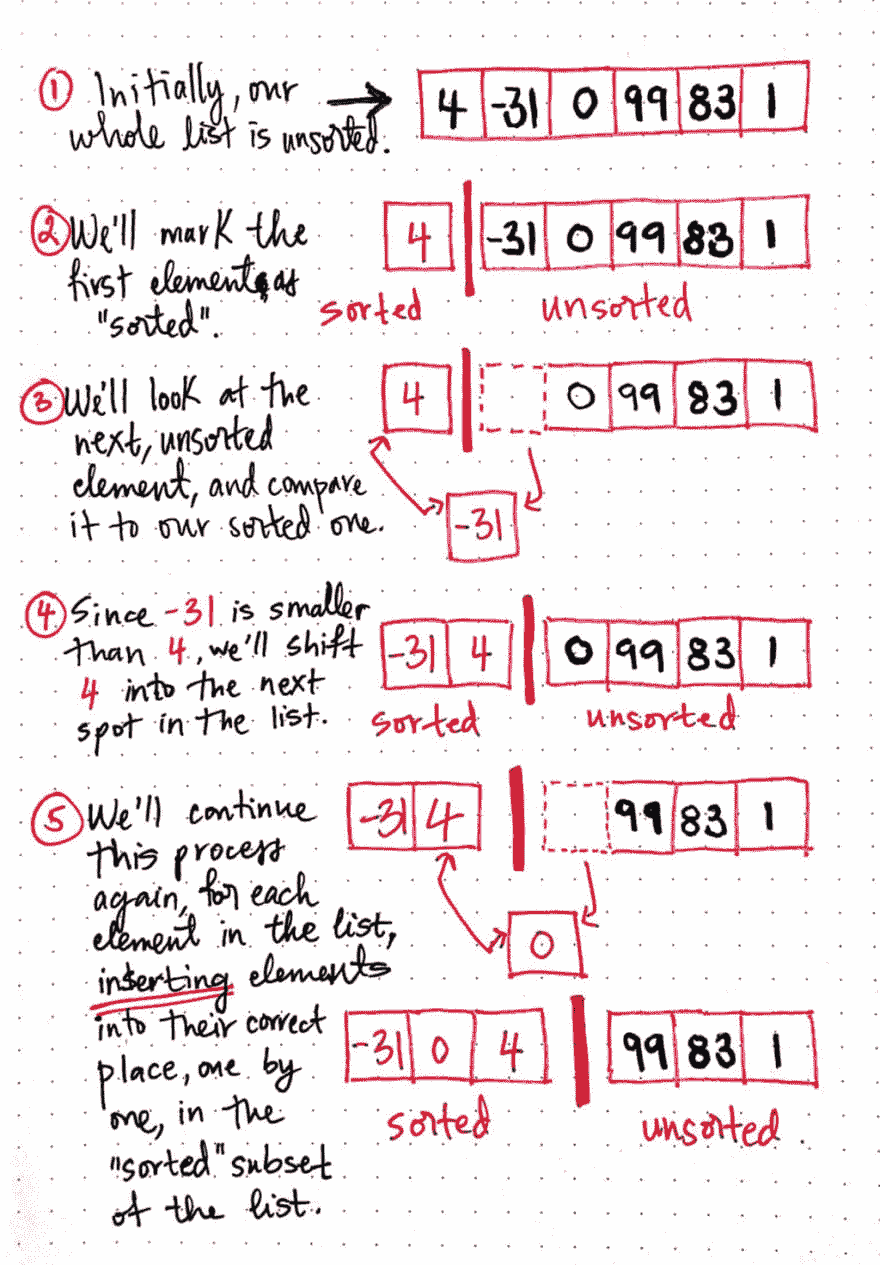 ① Initially, our
whole list is unsorted.
4 -31 0 99 83 1
② We'll mark the
first element as
"sorted".
4 -31 0 99 83 1
sorted unsorted
③ We'll look at the
next, unsorted
element, and compare
it to our sorted one.
4 0 99 83 1
-31
④ Since -31 is smaller
than 4, we'll shift
4 into the next
spot in the list.
-31 4 0 99 83 1
sorted unsorted
⑤ We'll continue
this process
again, for each
element in the list,
inserting elements
into their correct
place, one by
one, in the
"sorted" subset
of the list.
-31 4 99 83 1
0
-31 0 4 99 83 1
sorted unsorted